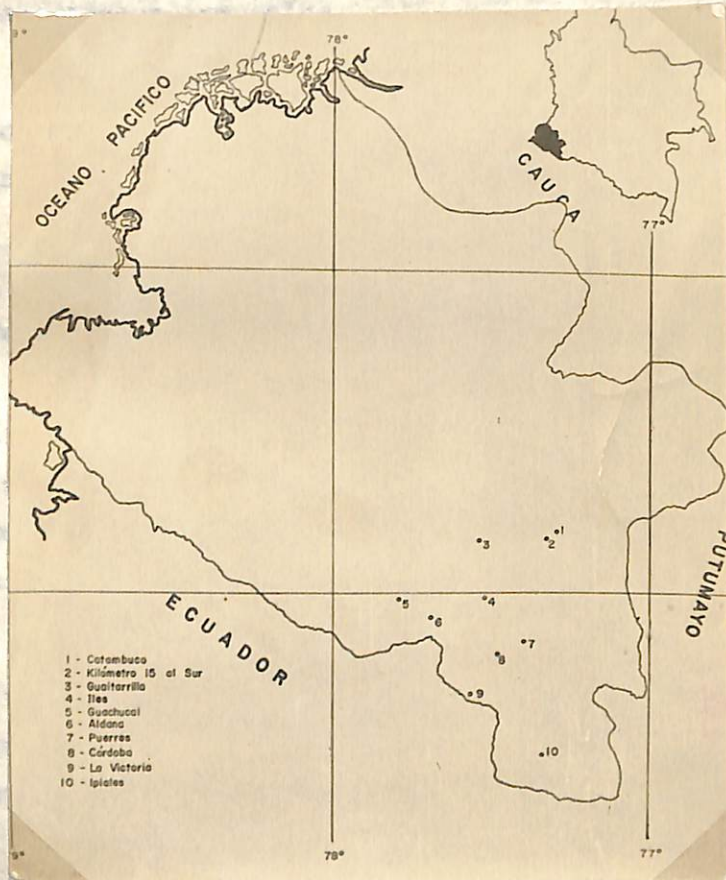 9°
78°
OCEANO PACIFICO
CAUCA
77°
1
2
3
4
5
6
7
8
9
10
PUTUMAYO
ECUADOR
1 - Catambuco
2 - Kilómetro 15 al Sur
3 - Guaitarrilla
4 - Iles
5 - Guachucal
6 - Aldana
7 - Puerres
8 - Córdoba
9 - La Victoria
10 - Ipiales
9°
78°
77°